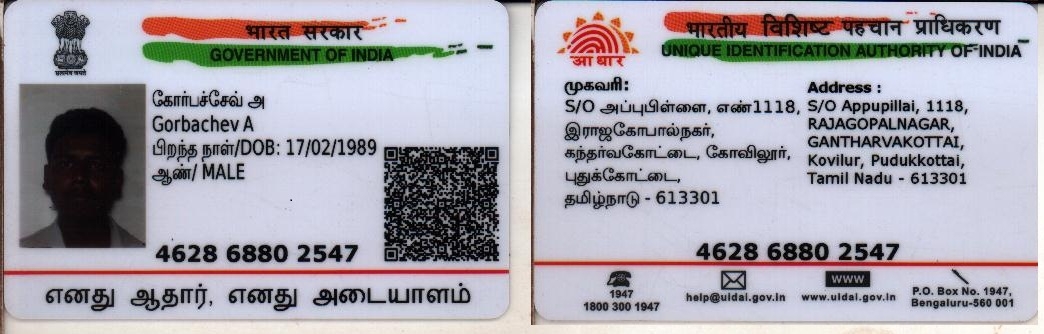 भारत सरकार
GOVERNMENT OF INDIA
सत्यमेव जयते
கோர்பச்சேவ் அ
Gorbachev A
பிறந்த நாள்/DOB: 17/02/1989
ஆண்/ MALE
4628 6880 2547
எனது ஆதார், எனது அடையாளம்
भारतीय विशिष्ट पहचान प्राधिकरण
UNIQUE IDENTIFICATION AUTHORITY OF INDIA
आधार
முகவரி:
S/O அப்புபிள்ளை, எண்1118,
இராஜகோபால்நகர்,
கந்தர்வகோட்டை, கோவிலூர்,
புதுக்கோட்டை,
தமிழ்நாடு - 613301
Address :
S/O Appupillai, 1118,
RAJAGOPALNAGAR,
GANTHARVAKOTTAI,
Kovilur, Pudukkottai,
Tamil Nadu - 613301
4628 6880 2547
1947
1800 300 1947
help@uidai.gov.in
www
www.uidai.gov.in
P.O. Box No. 1947,
Bengaluru-560 001